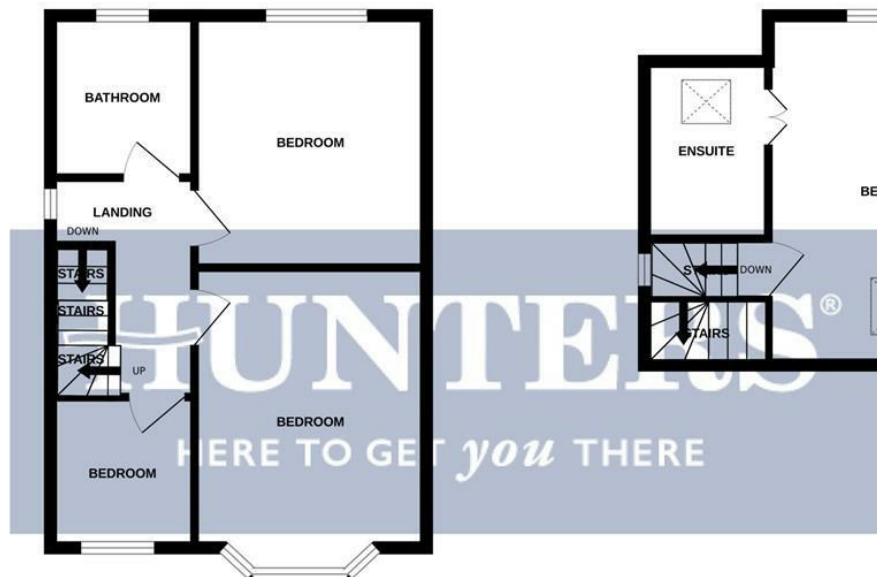 BATHROOM
BEDROOM
LANDING
DOWN
STAIRS
STAIRS
STAIRS
UP
BEDROOM
BEDROOM
ENSUITE
DOWN
STAIRS
HUNTERS®
HERE TO GET you THERE